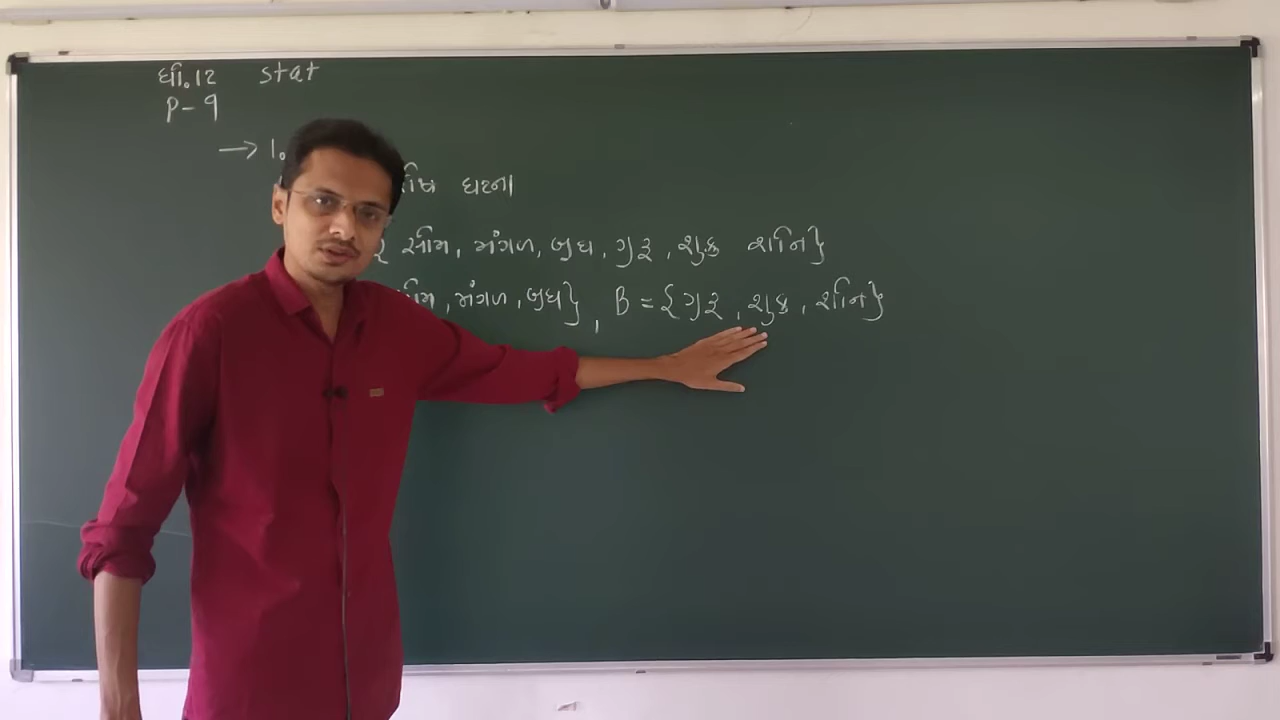 ધો.12 stat
P-9
→ 1.
ઘટના
સોમ, મંગળ, બુધ, ગુરૂ, શુક્ર શનિ}
સોમ, મંગળ, બુધ}, B = {ગુરૂ, શુક્ર, શનિ}